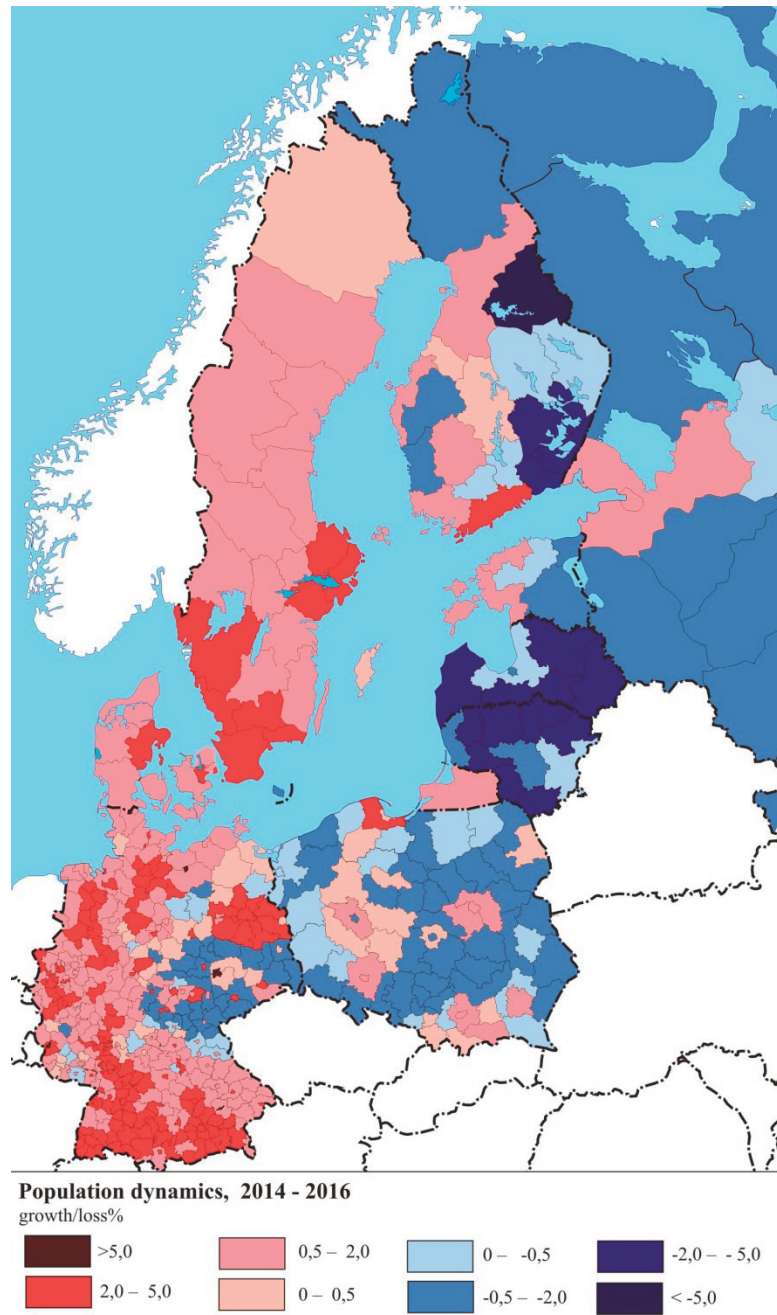 Population dynamics, 2014 - 2016
growth/loss%
>5,0
0,5 – 2,0
0 – -0,5
-2,0 – - 5,0
2,0 – 5,0
0 – 0,5
-0,5 – -2,0
< -5,0